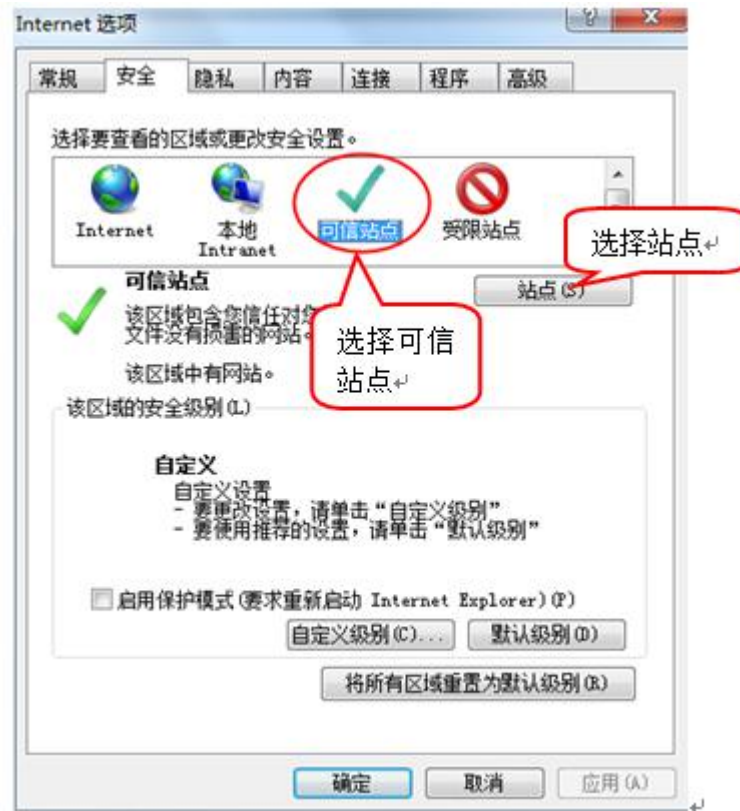 Internet 选项
常规 安全 隐私 内容 连接 程序 高级
选择要查看的区域或更改安全设置。
Internet
本地
Intranet
可信站点
受限站点
选择站点
可信站点
站点(S)
该区域包含您信任对您
文件没有损害的网站。
选择可信
站点
该区域中有网站。
该区域的安全级别(L)
自定义
自定义设置
- 要更改设置，请单击“自定义级别”
- 要使用推荐的设置，请单击“默认级别”
启用保护模式(要求重新启动 Internet Explorer)(P)
自定义级别(C)... 默认级别(D)
将所有区域重置为默认级别(R)
确定 取消 应用(A)